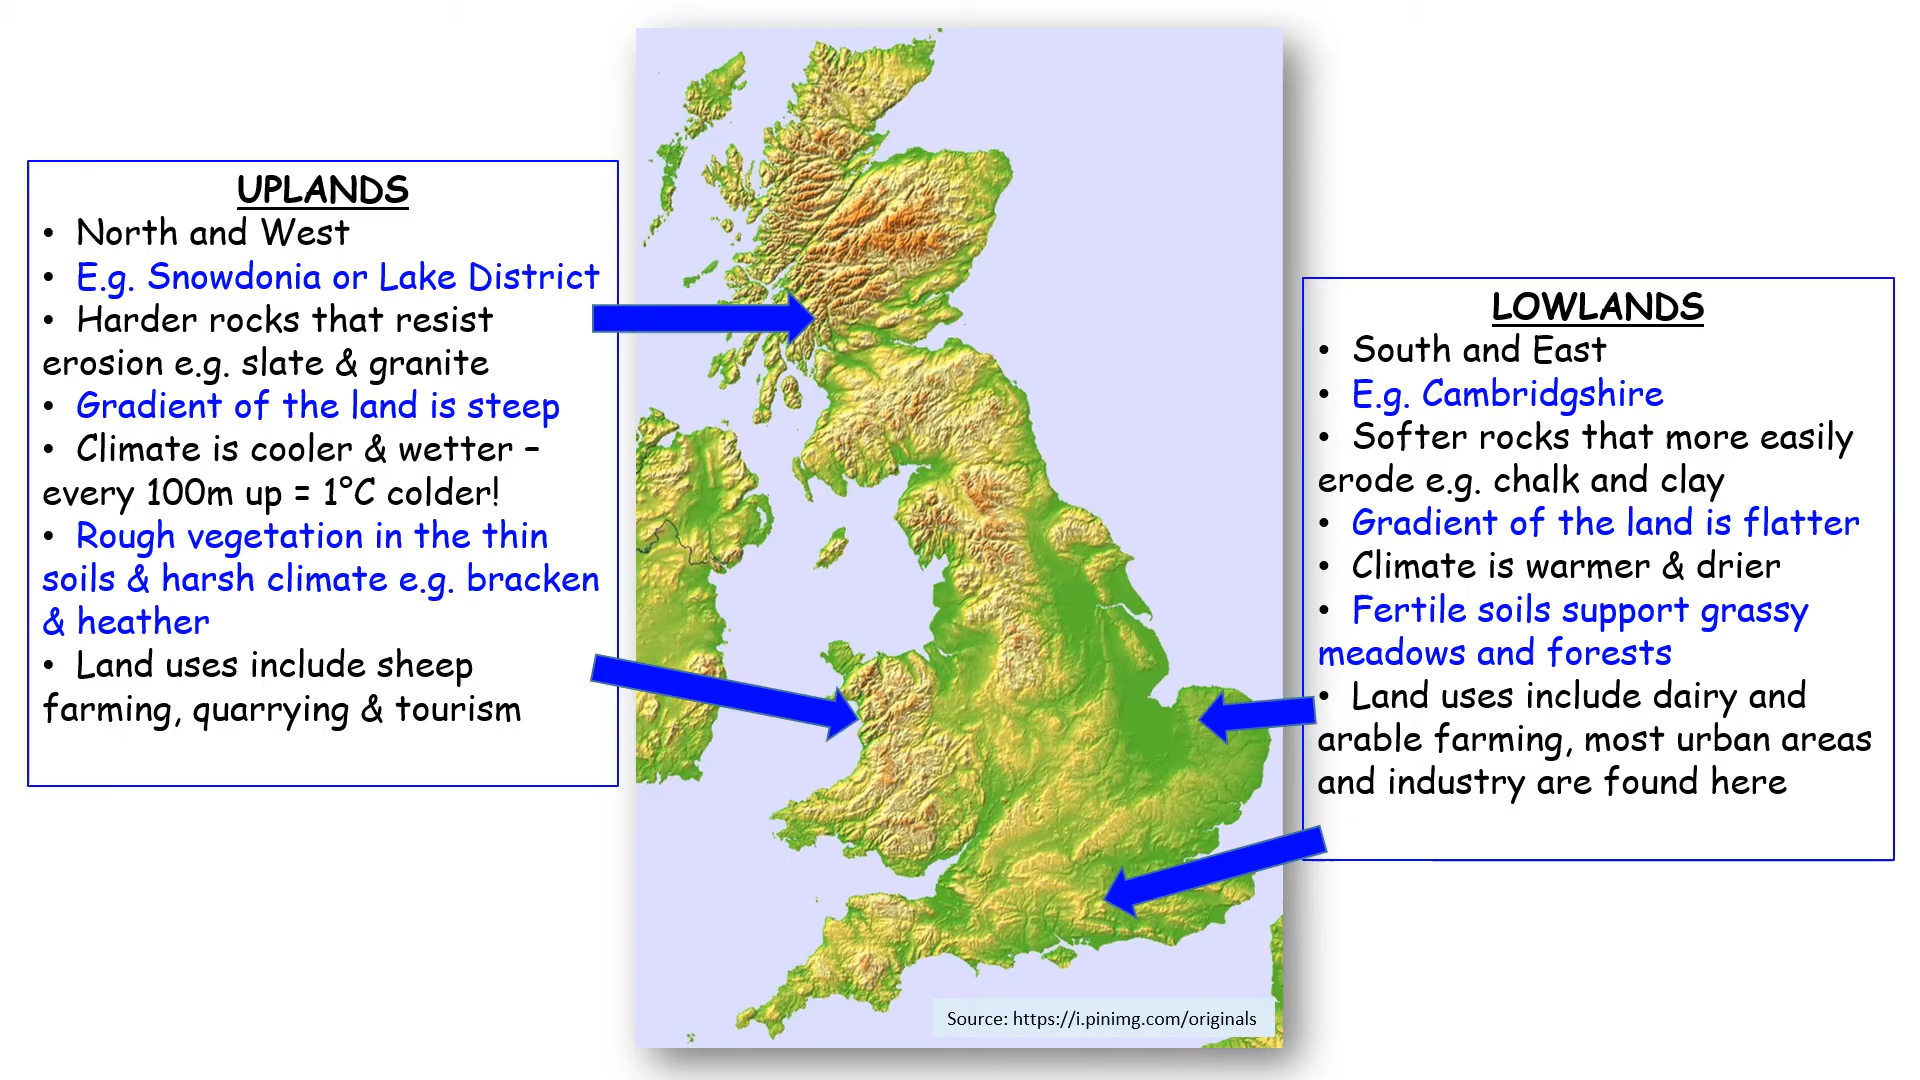 UPLANDS
• North and West
• E.g. Snowdonia or Lake District
• Harder rocks that resist
erosion e.g. slate & granite
• Gradient of the land is steep
• Climate is cooler & wetter –
every 100m up = 1°C colder!
• Rough vegetation in the thin
soils & harsh climate e.g. bracken
& heather
• Land uses include sheep
farming, quarrying & tourism
LOWLANDS
• South and East
• E.g. Cambridgshire
• Softer rocks that more easily
erode e.g. chalk and clay
• Gradient of the land is flatter
• Climate is warmer & drier
• Fertile soils support grassy
meadows and forests
• Land uses include dairy and
arable farming, most urban areas
and industry are found here
Source: https://i.pinimg.com/originals